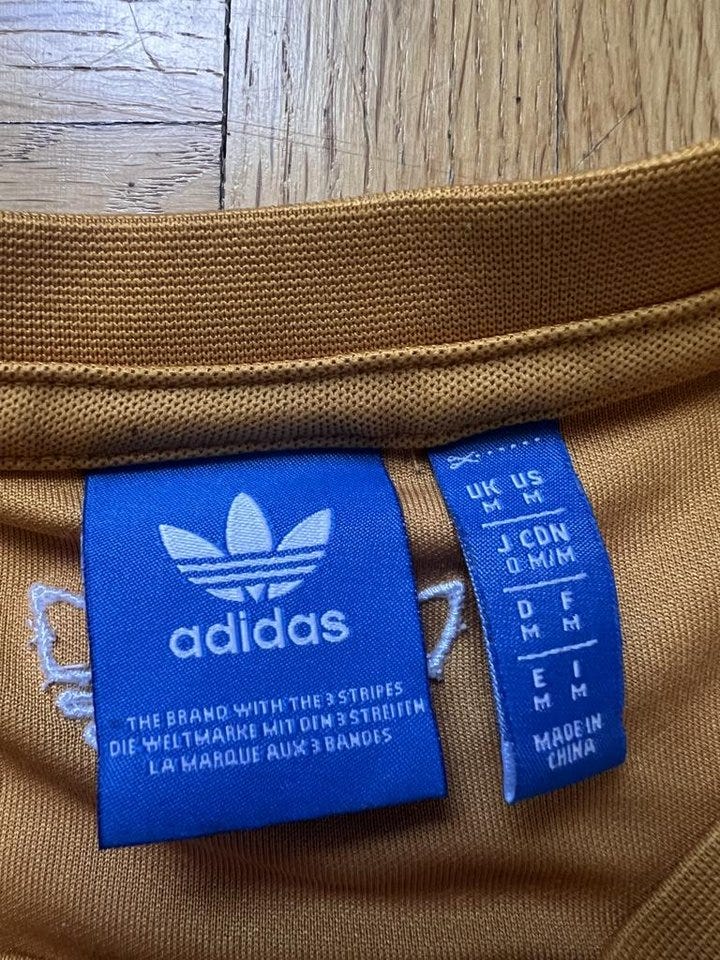 adidas
THE BRAND WITH THE 3 STRIPES
DIE WELTMARKE MIT DEN 3 STREIFEN
LA MARQUE AUX 3 BANDES
UK US
M M
J CDN
O M/M
D F
M M
E I
M M
MADE IN
CHINA